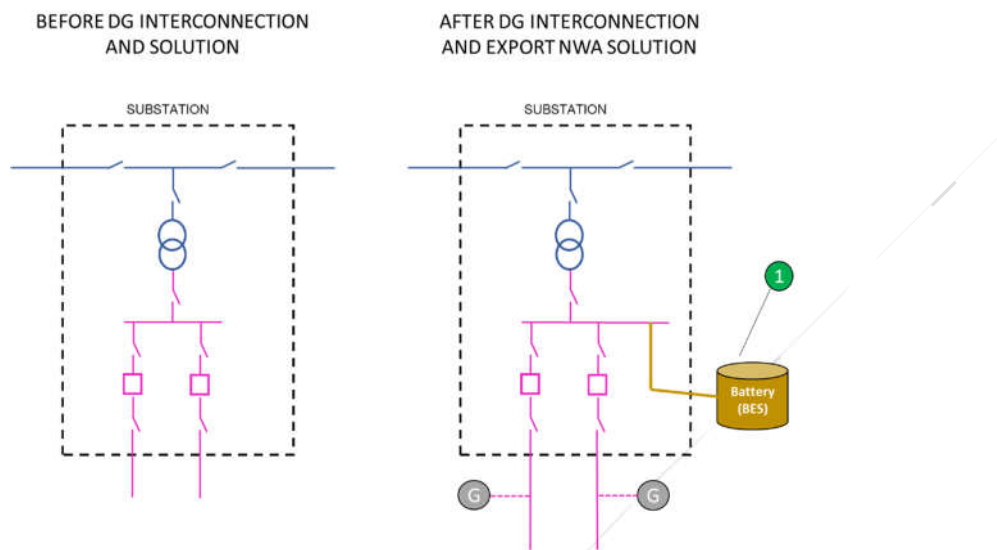 BEFORE DG INTERCONNECTION
AND SOLUTION
AFTER DG INTERCONNECTION
AND EXPORT NWA SOLUTION
SUBSTATION
SUBSTATION
1
Battery
(BES)
G
G